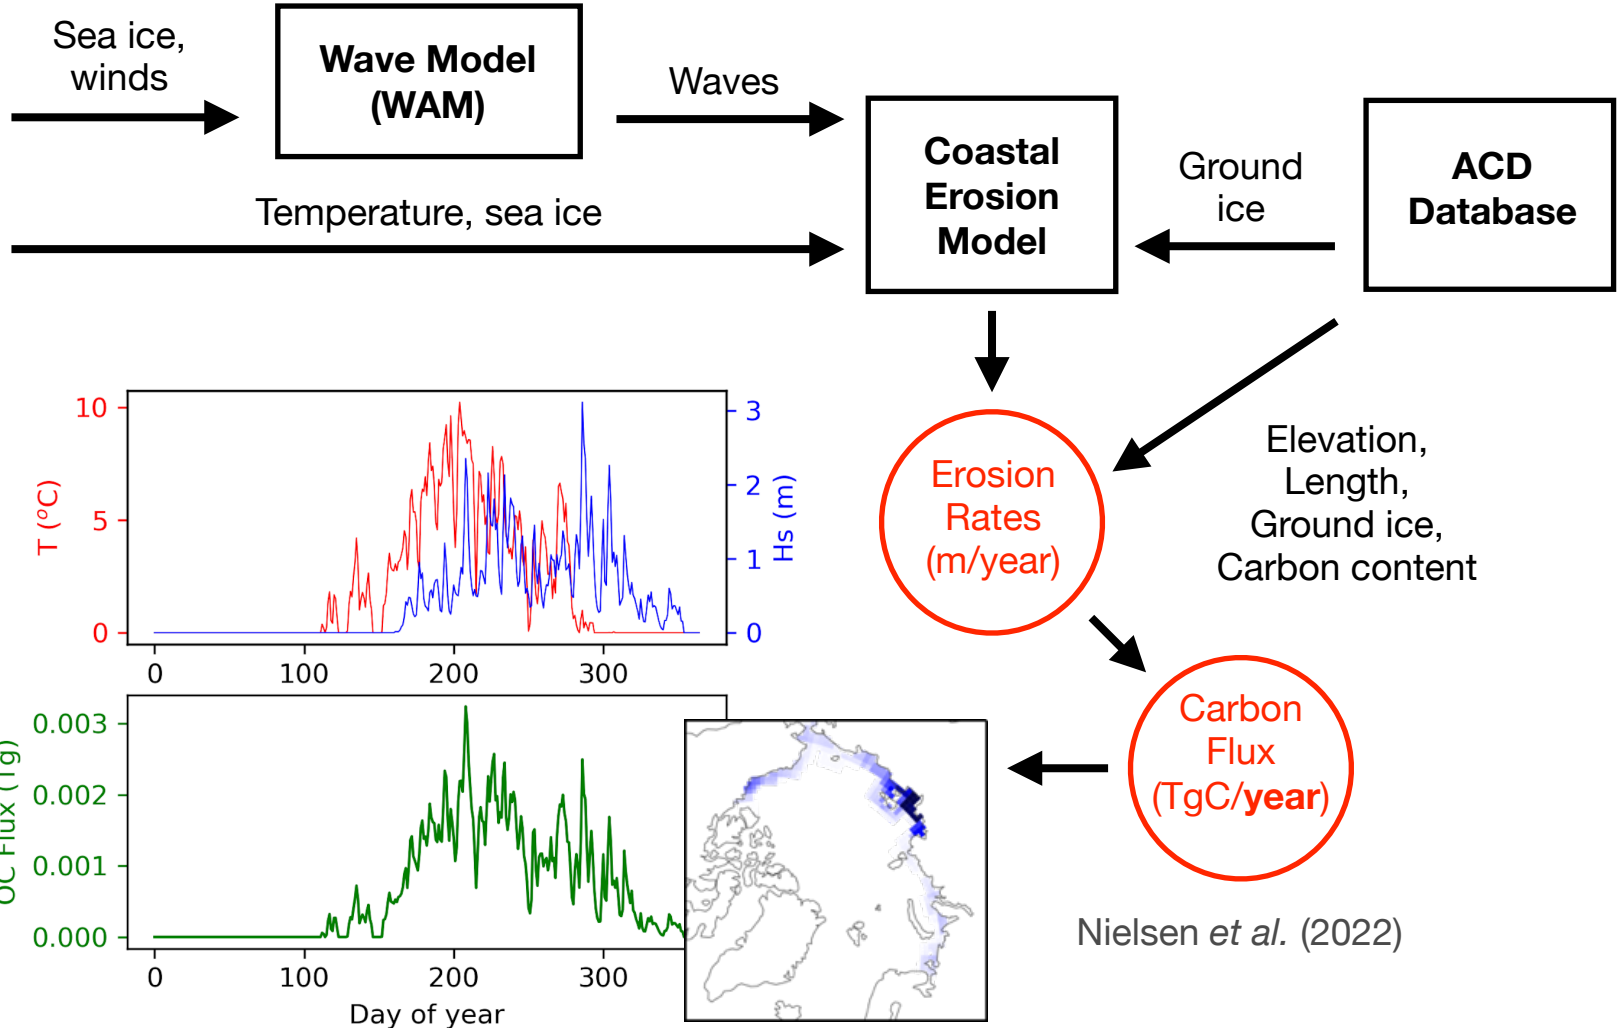 Sea ice,
winds
Wave Model
(WAM)
Waves
Coastal
Erosion
Model
Ground
ice
ACD
Database
Temperature, sea ice
Erosion
Rates
(m/year)
Elevation,
Length,
Ground ice,
Carbon content
Carbon
Flux
(TgC/year)
Nielsen et al. (2022)
T (°C)
10
5
0
3
2
1
0
Hs (m)
0
100
200
300
OC Flux (Tg)
0.003
0.002
0.001
0.000
0
100
200
300
Day of year